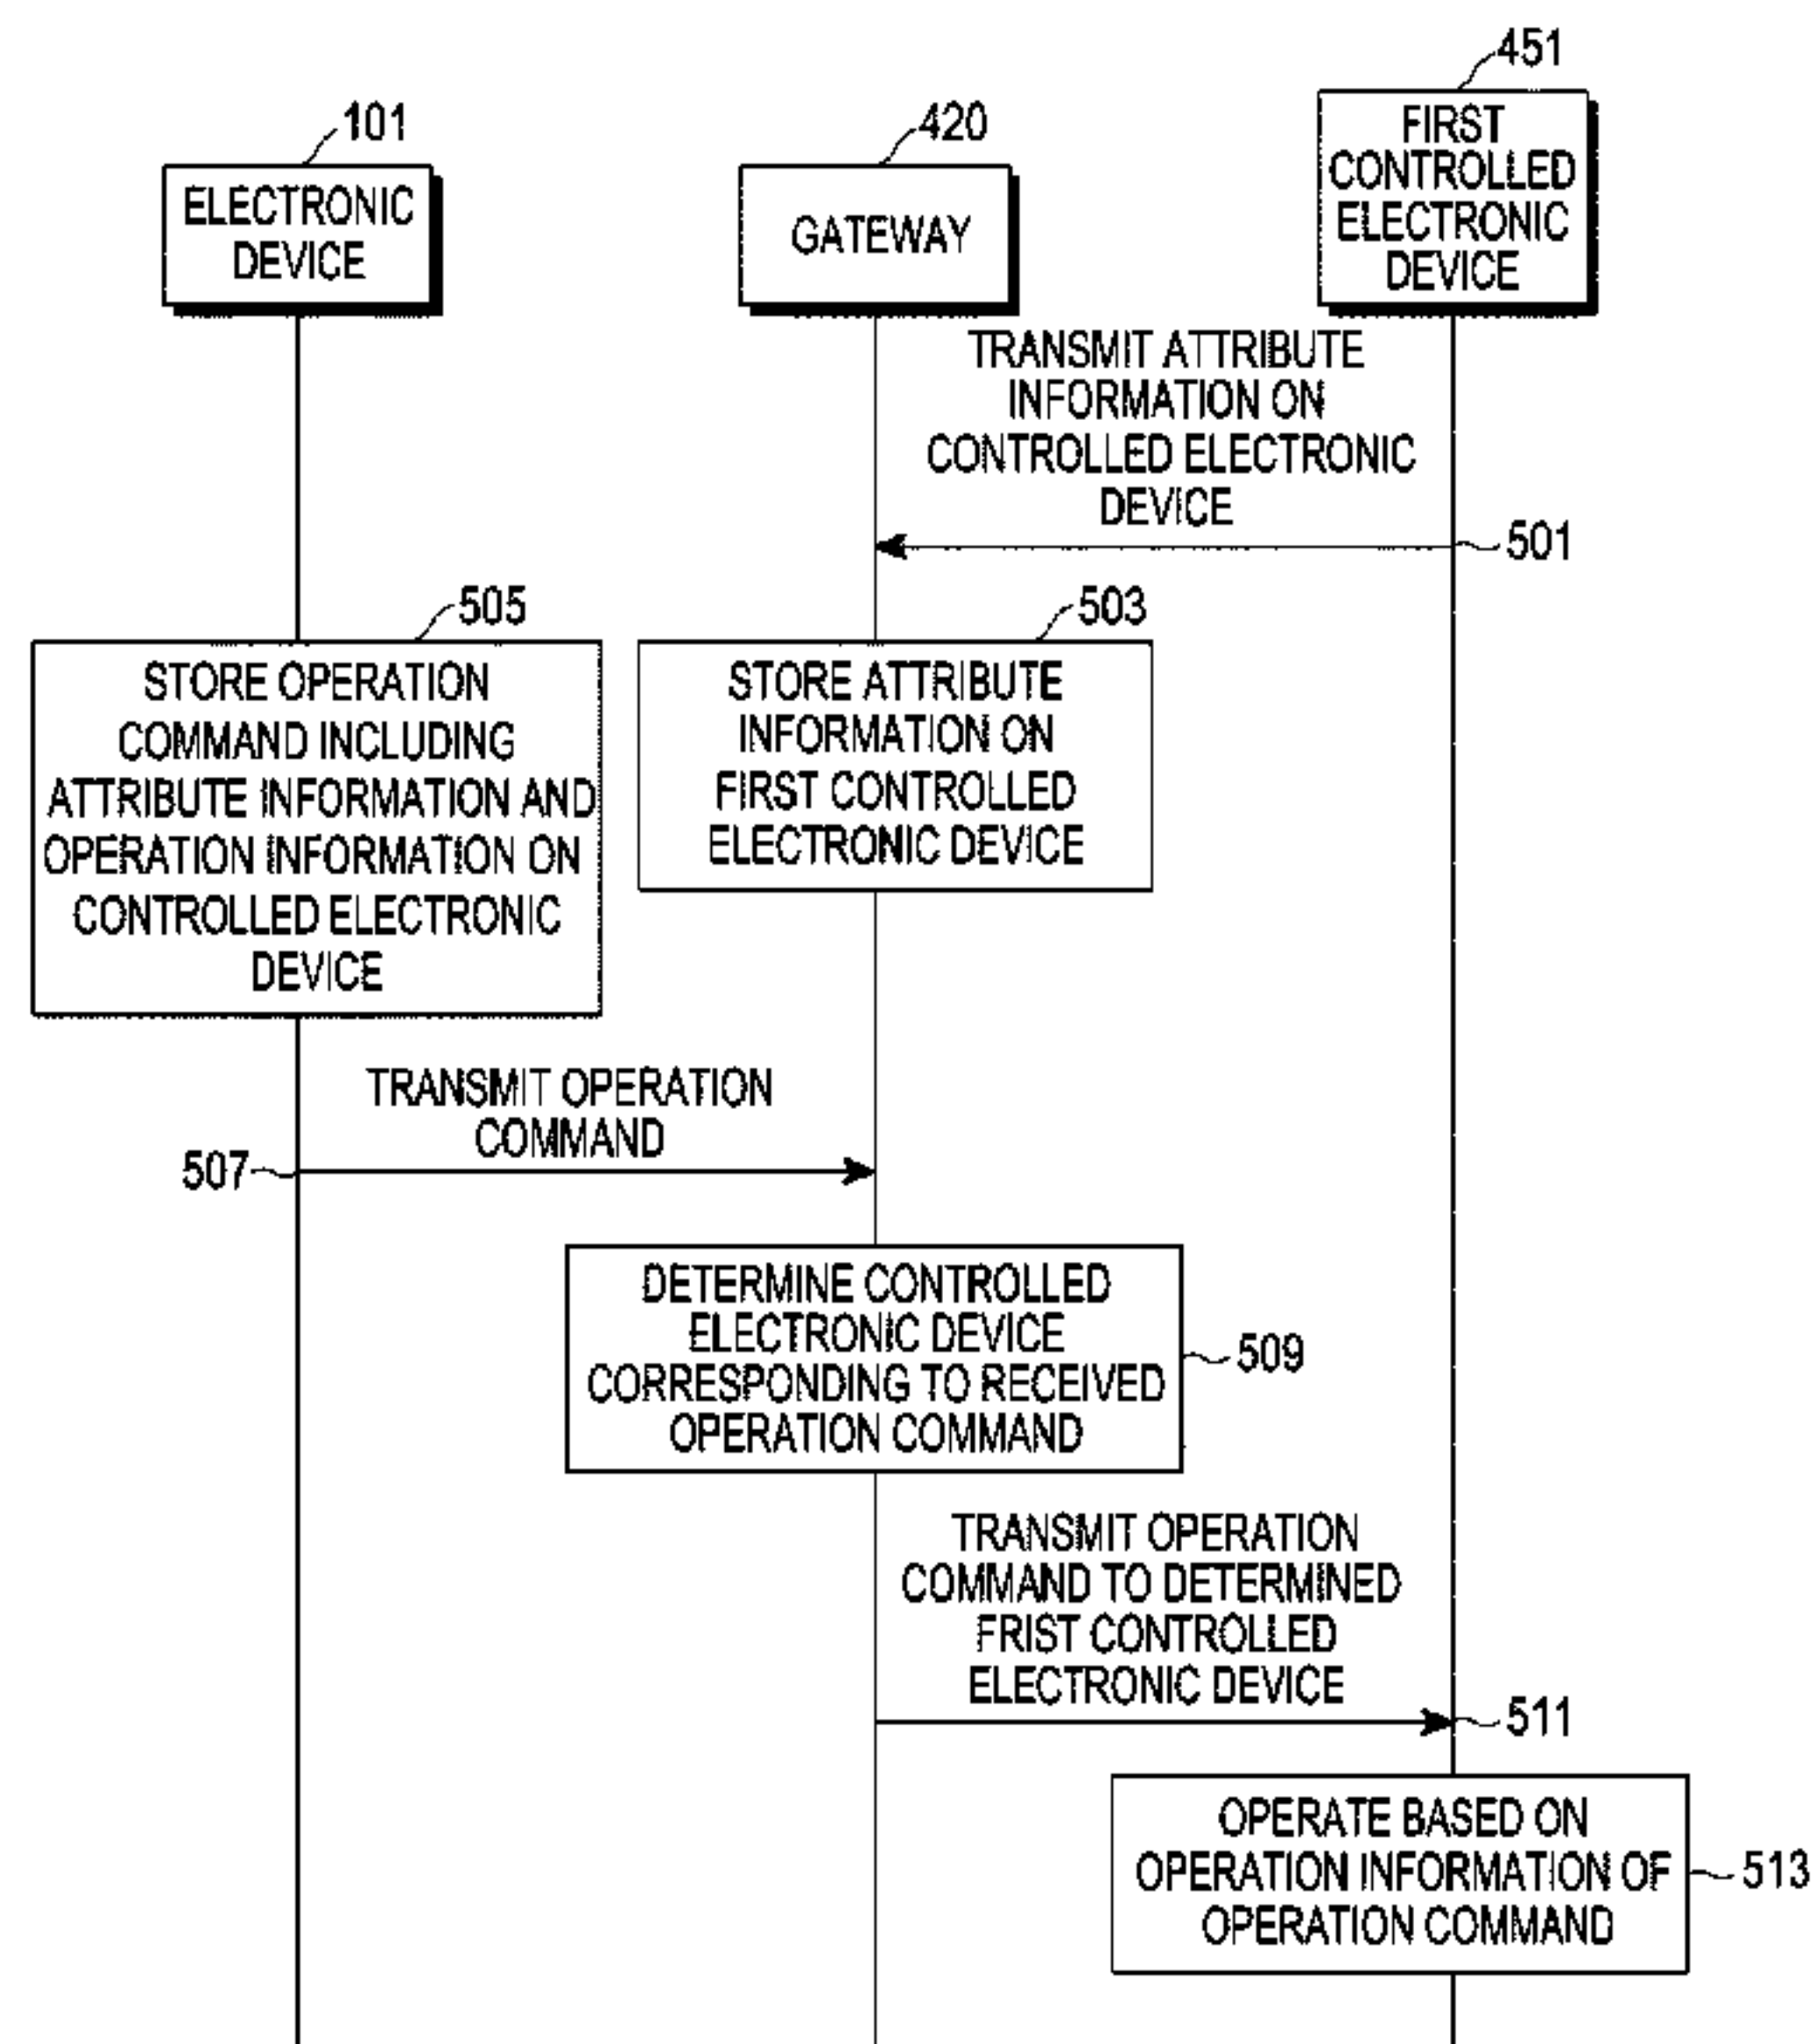 451
FIRST
CONTROLLED
ELECTRONIC
DEVICE
101
ELECTRONIC
DEVICE
420
GATEWAY
TRANSMIT ATTRIBUTE
INFORMATION ON
CONTROLLED ELECTRONIC
DEVICE
501
505
STORE OPERATION
COMMAND INCLUDING
ATTRIBUTE INFORMATION AND
OPERATION INFORMATION ON
CONTROLLED ELECTRONIC
DEVICE
503
STORE ATTRIBUTE
INFORMATION ON
FIRST CONTROLLED
ELECTRONIC DEVICE
TRANSMIT OPERATION
COMMAND
507
DETERMINE CONTROLLED
ELECTRONIC DEVICE
CORRESPONDING TO RECEIVED
OPERATION COMMAND
509
TRANSMIT OPERATION
COMMAND TO DETERMINED
FRIST CONTROLLED
ELECTRONIC DEVICE
511
OPERATE BASED ON
OPERATION INFORMATION OF
OPERATION COMMAND
513